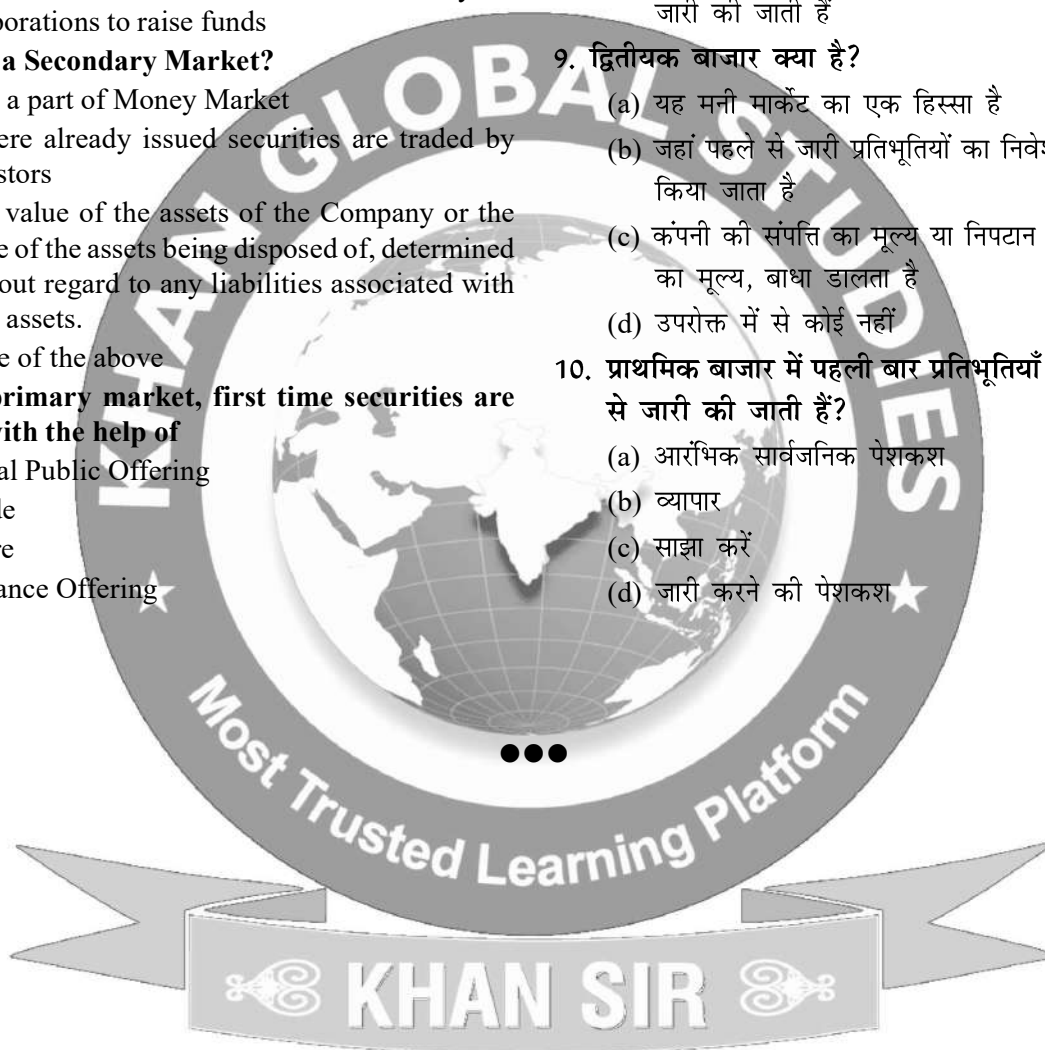 porations to raise funds
a Secondary Market?
a part of Money Market
ere already issued securities are traded by
stors
value of the assets of the Company or the
e of the assets being disposed of, determined
out regard to any liabilities associated with
assets.
e of the above
primary market, first time securities are
with the help of
al Public Offering
de
re
ance Offering
जारी की जाती हैं
9. द्वितीयक बाजार क्या है?
(a) यह मनी मार्केट का एक हिस्सा है
(b) जहां पहले से जारी प्रतिभूतियों का निवेश
किया जाता है
(c) कंपनी की संपत्ति का मूल्य या निपटान
का मूल्य, बाधा डालता है
(d) उपरोक्त में से कोई नहीं
10. प्राथमिक बाजार में पहली बार प्रतिभूतियाँ
से जारी की जाती हैं?
(a) आरंभिक सार्वजनिक पेशकश
(b) व्यापार
(c) साझा करें
(d) जारी करने की पेशकश
KHAN GLOBAL STUDIES
Most Trusted Learning Platform
KHAN SIR